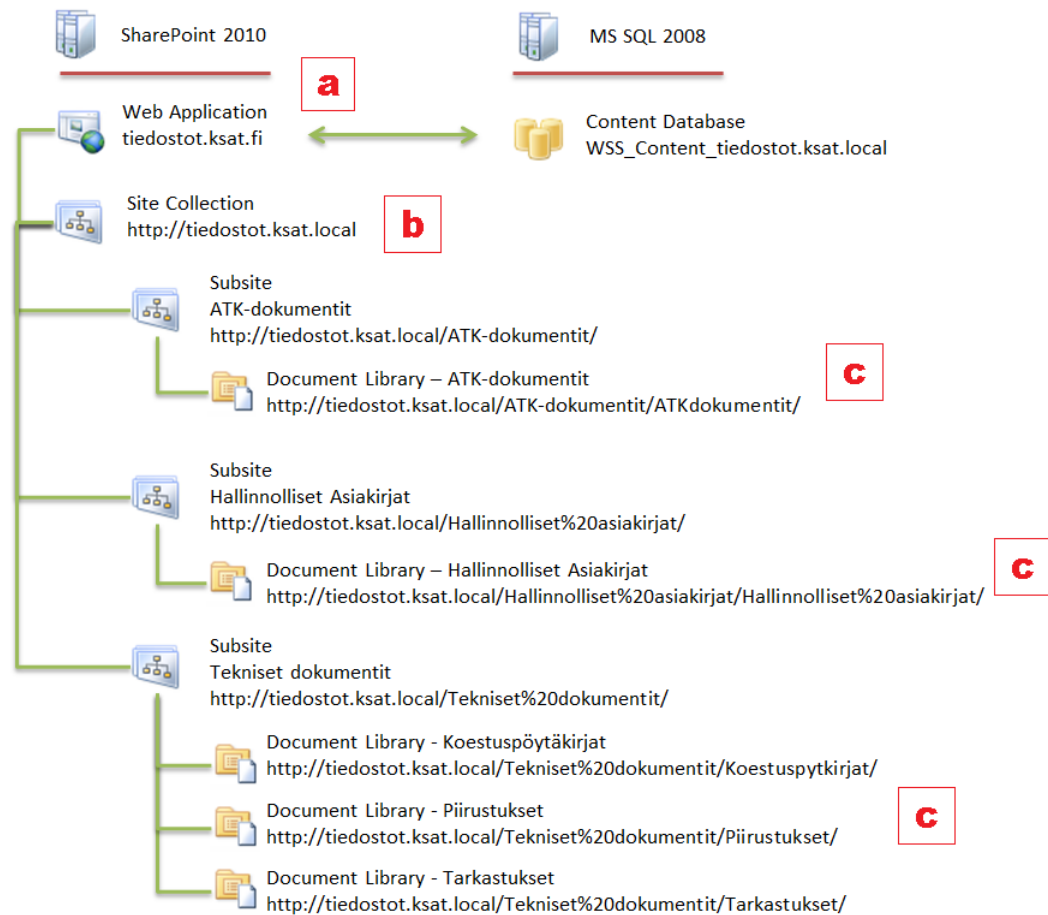 SharePoint 2010
MS SQL 2008
a
Web Application
tiedostot.ksat.fi
Content Database
WSS_Content_tiedostot.ksat.local
Site Collection
http://tiedostot.ksat.local
b
Subsite
ATK-dokumentit
http://tiedostot.ksat.local/ATK-dokumentit/
c
Document Library – ATK-dokumentit
http://tiedostot.ksat.local/ATK-dokumentit/ATKdokumentit/
Subsite
Hallinnolliset Asiakirjat
http://tiedostot.ksat.local/Hallinnolliset%20asiakirjat/
c
Document Library – Hallinnolliset Asiakirjat
http://tiedostot.ksat.local/Hallinnolliset%20asiakirjat/Hallinnolliset%20asiakirjat/
Subsite
Tekniset dokumentit
http://tiedostot.ksat.local/Tekniset%20dokumentit/
Document Library - Koestuspöytäkirjat
http://tiedostot.ksat.local/Tekniset%20dokumentit/Koestuspytkirjat/
c
Document Library - Piirustukset
http://tiedostot.ksat.local/Tekniset%20dokumentit/Piirustukset/
Document Library - Tarkastukset
http://tiedostot.ksat.local/Tekniset%20dokumentit/Tarkastukset/